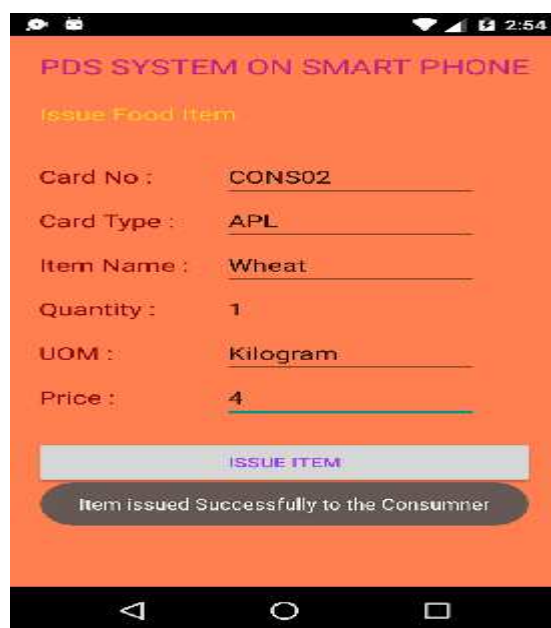 2:54
PDS SYSTEM ON SMART PHONE
Issue Food Item
Card No : CONS02
Card Type : APL
Item Name : Wheat
Quantity : 1
UOM : Kilogram
Price : 4
ISSUE ITEM
Item issued Successfully to the Consumner